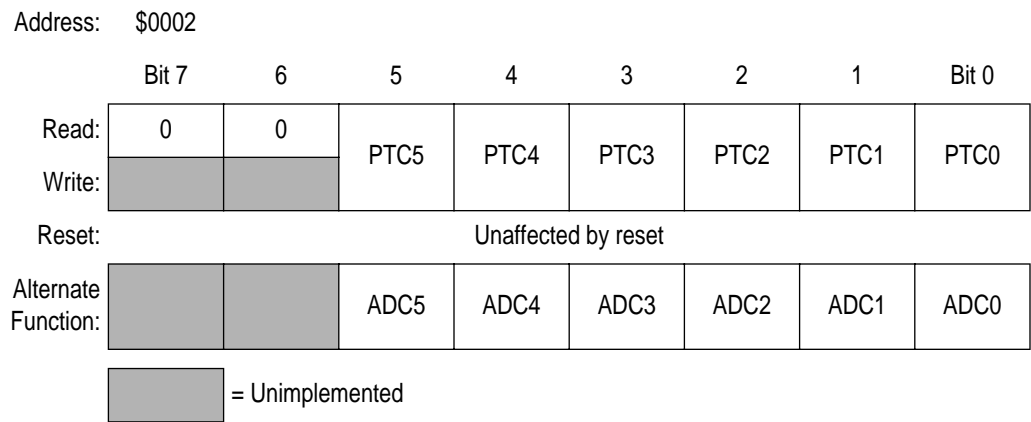 Address: $0002
Bit 7 6 5 4 3 2 1 Bit 0
Read: 0 0 PTC5 PTC4 PTC3 PTC2 PTC1 PTC0
Write:
Reset: Unaffected by reset
Alternate
Function: ADC5 ADC4 ADC3 ADC2 ADC1 ADC0
= Unimplemented